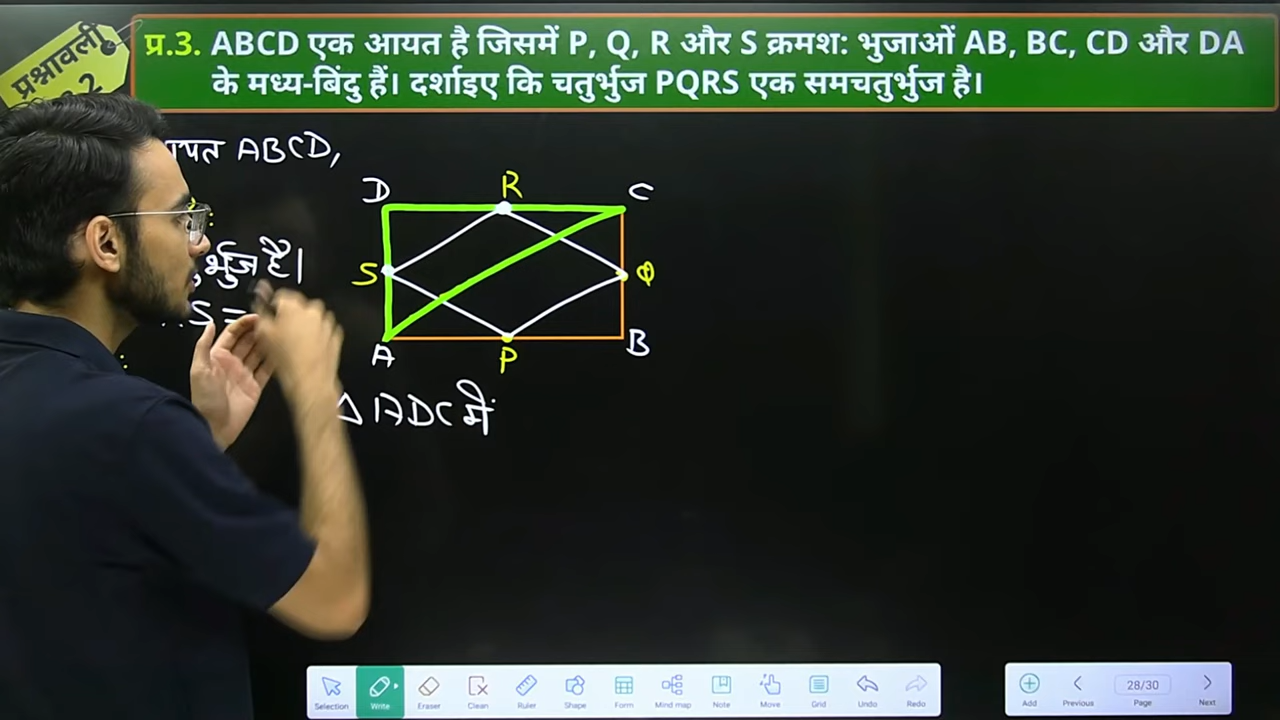 प्रश्नावली
2
प्र.3. ABCD एक आयत है जिसमें P, Q, R और S क्रमश: भुजाओं AB, BC, CD और DA
के मध्य-बिंदु हैं। दर्शाइए कि चतुर्भुज PQRS एक समचतुर्भुज है।
ABCD,
D R C
S Q
A P B
है।
S =
Δ ADC में
Selection Write Eraser Clean Ruler Shape Form Mind map Note Move Grid Undo Redo
Add Previous 28/30 Page Next